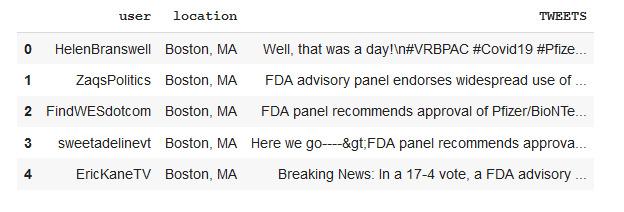 user location TWEETS
0 HelenBranswell Boston, MA Well, that was a day!\n#VRBPAC #Covid19 #Pfize...
1 ZaqsPolitics Boston, MA FDA advisory panel endorses widespread use of ...
2 FindWESdotcom Boston, MA FDA panel recommends approval of Pfizer/BioNTe...
3 sweetadelinevt Boston, MA Here we go----&gt;FDA panel recommends approva...
4 EricKaneTV Boston, MA Breaking News: In a 17-4 vote, a FDA advisory ...